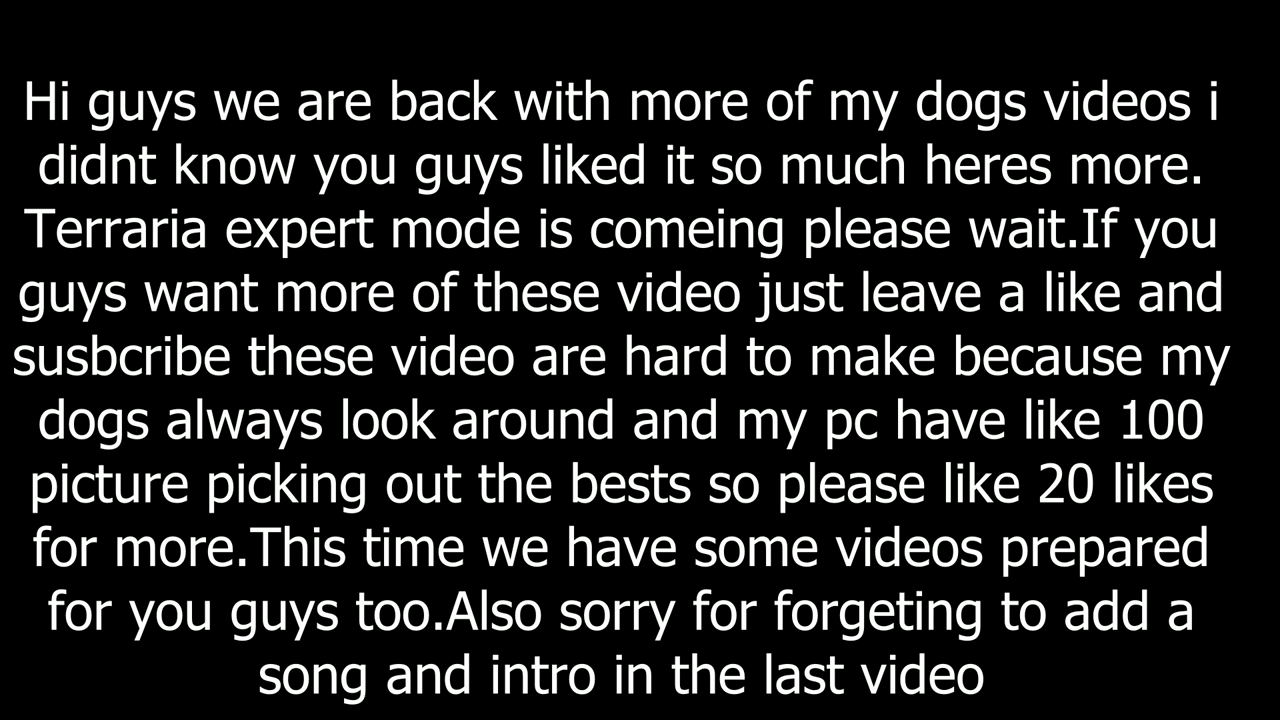 Hi guys we are back with more of my dogs videos i
didnt know you guys liked it so much heres more.
Terraria expert mode is comeing please wait.If you
guys want more of these video just leave a like and
susbcribe these video are hard to make because my
dogs always look around and my pc have like 100
picture picking out the bests so please like 20 likes
for more.This time we have some videos prepared
for you guys too.Also sorry for forgeting to add a
song and intro in the last video